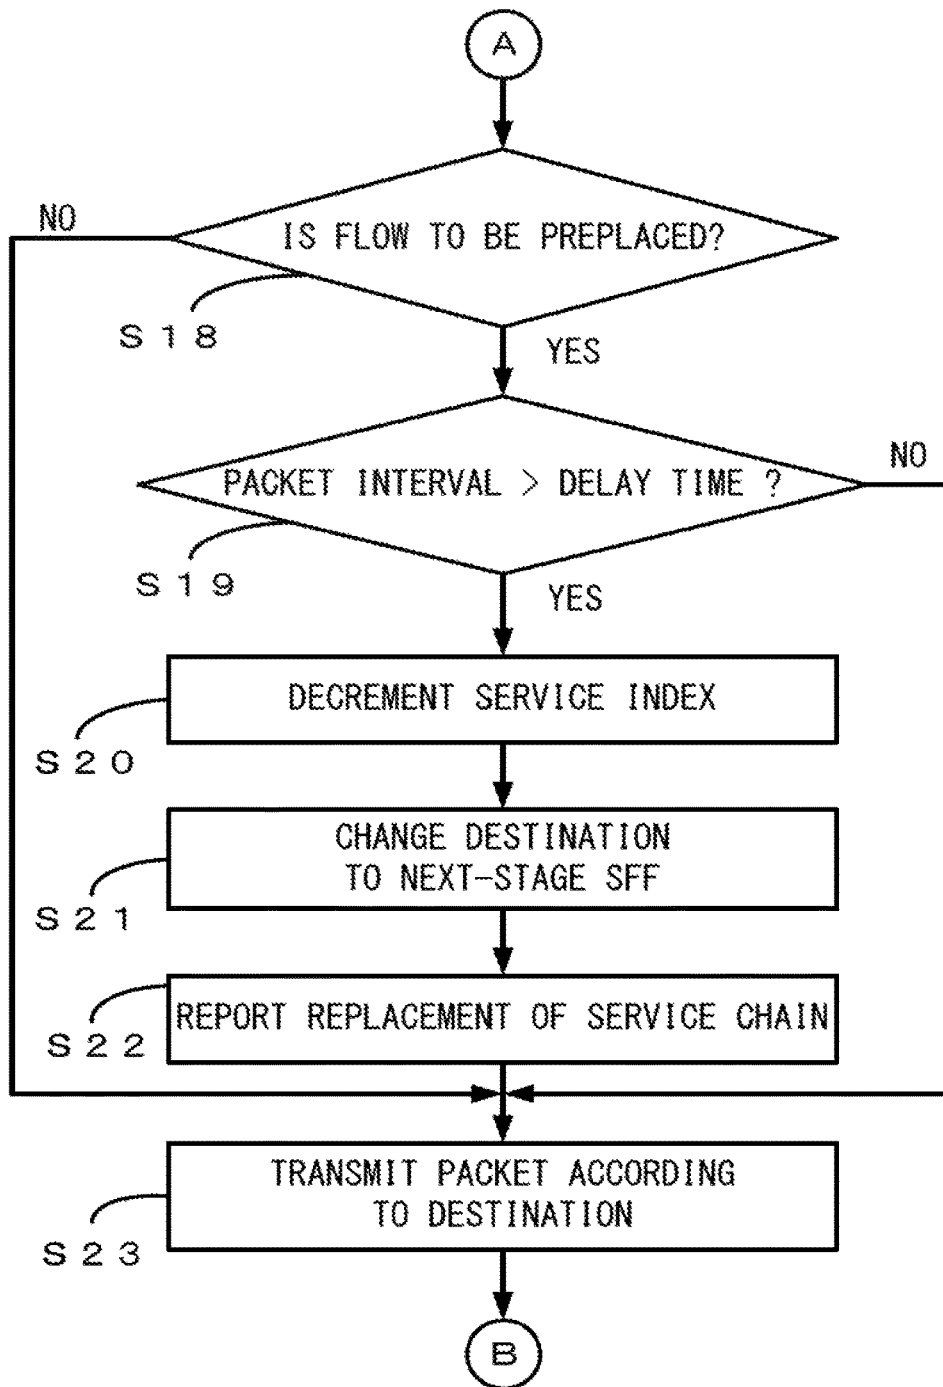 A
NO
IS FLOW TO BE PREPLACED?
S18
YES
NO
PACKET INTERVAL > DELAY TIME ?
S19
YES
DECREMENT SERVICE INDEX
S20
CHANGE DESTINATION
TO NEXT-STAGE SFF
S21
REPORT REPLACEMENT OF SERVICE CHAIN
S22
TRANSMIT PACKET ACCORDING
TO DESTINATION
S23
B